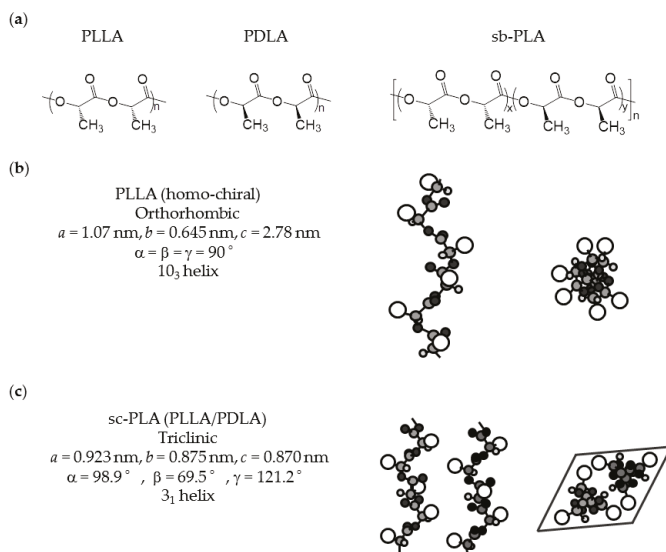 (a)
PLLA
PDLA
sb-PLA
O
O
O
O
CH3
CH3
n
O
O
O
O
CH3
CH3
n
O
O
O
O
O
O
O
O
CH3
CH3
CH3
CH3
x
y
n
(b)
PLLA (homo-chiral)
Orthorhombic
a = 1.07 nm, b = 0.645 nm, c = 2.78 nm
α = β = γ = 90°
10₃ helix
(c)
sc-PLA (PLLA/PDLA)
Triclinic
a = 0.923 nm, b = 0.875 nm, c = 0.870 nm
α = 98.9° , β = 69.5° , γ = 121.2°
3₁ helix